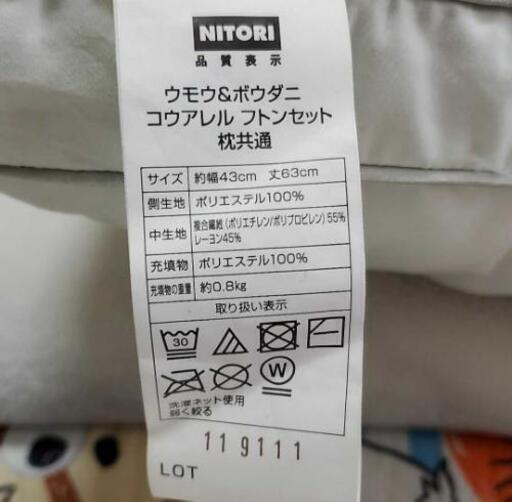 NITORI
品質表示
ウモウ&ボウダニ
コウアレル フトンセット
枕共通
サイズ 約幅43cm 丈63cm
側生地 ポリエステル100%
中生地 複合繊維(ポリエチレン/ポリプロピレン)55%
レーヨン45%
充填物 ポリエステル100%
充填物の重量 約0.8kg
取り扱い表示
30
W
洗濯ネット使用
弱く絞る
119111
LOT